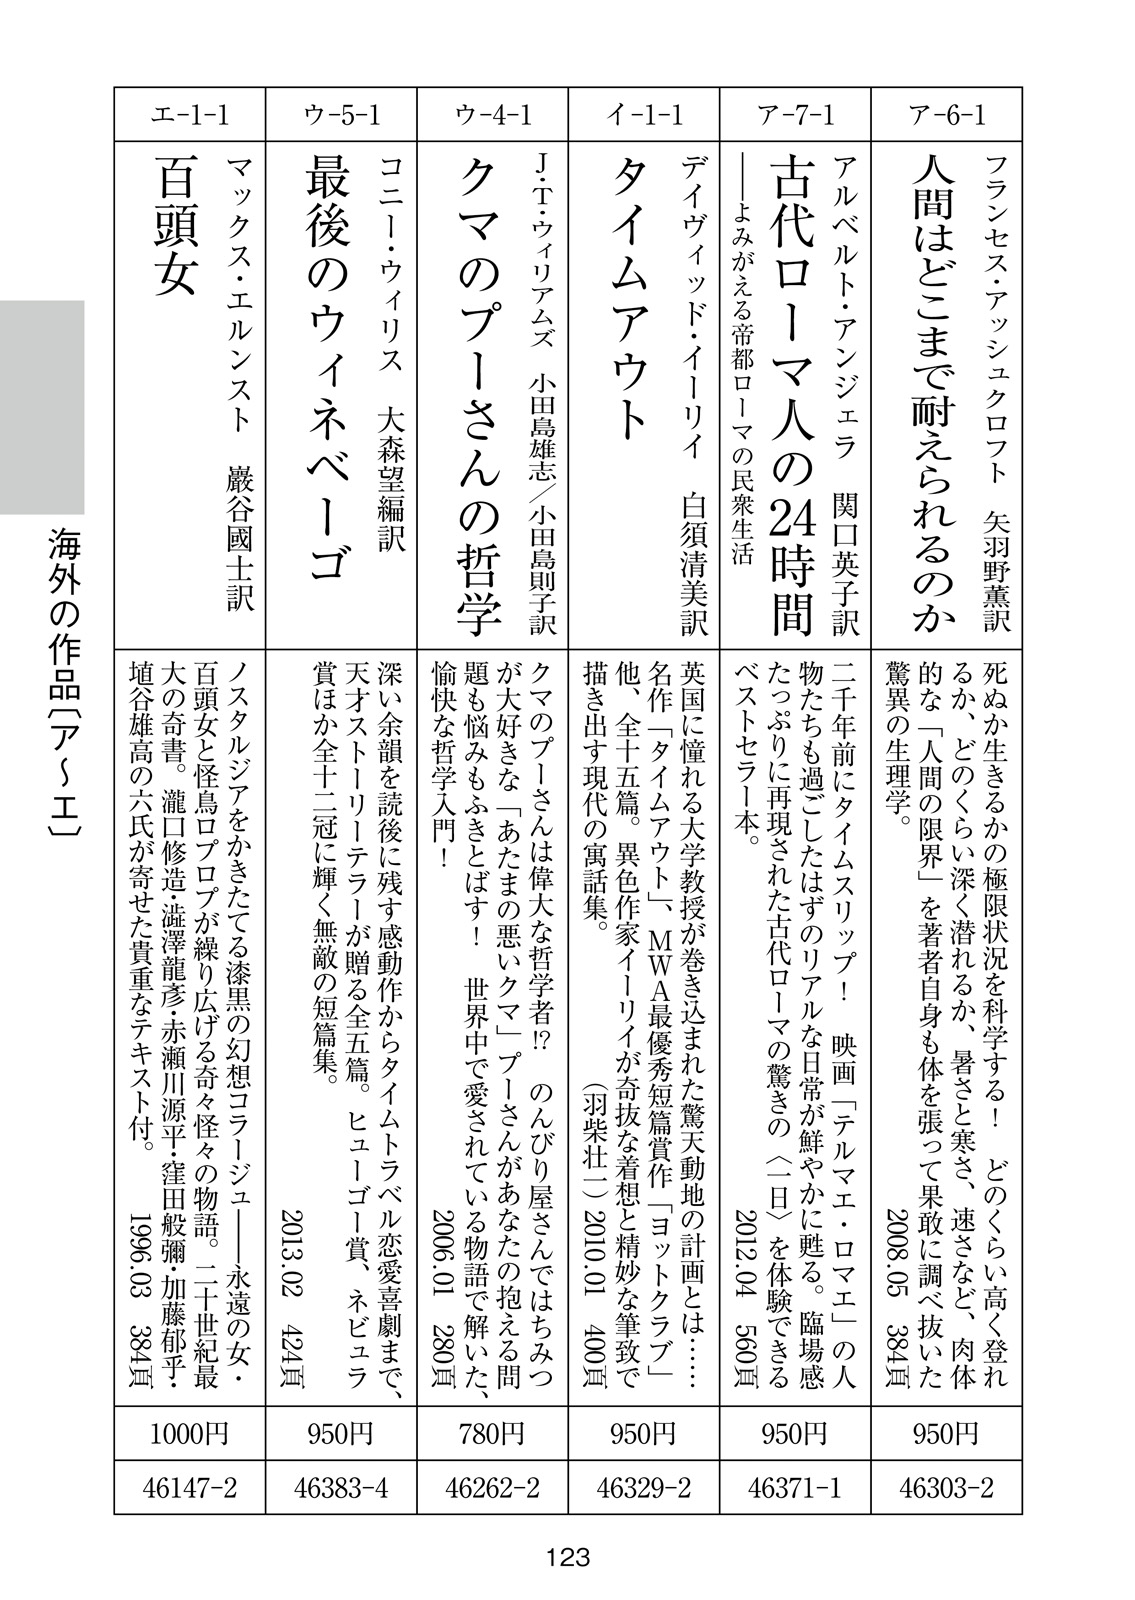 ア-6-1
フランセス・アッシュクロフト　矢羽野薫訳
人間はどこまで耐えられるのか
死ぬか生きるかの極限状況を科学する！　どのくらい高く登れ
るか、どのくらい深く潜れるか、暑さと寒さ、速さなど、肉体
的な「人間の限界」を著者自身も体を張って果敢に調べ抜いた
驚異の生理学。　2008.05　384頁
950円
46303-2
ア-7-1
アルベルト・アンジェラ　関口英子訳
古代ローマ人の24時間
――よみがえる帝都ローマの民衆生活
二千年前にタイムスリップ！　映画「テルマエ・ロマエ」の人
物たちも過ごしたはずのリアルな日常が鮮やかに甦る。臨場感
たっぷりに再現された古代ローマの驚きの〈一日〉を体験できる
ベストセラー本。　2012.04　560頁
950円
46371-1
イ-1-1
デイヴィッド・イーリイ　白須清美訳
タイムアウト
英国に憧れる大学教授が巻き込まれた驚天動地の計画とは……
名作「タイムアウト」、ＭＷＡ最優秀短篇賞作「ヨットクラブ」
他、全十五篇。異色作家イーリイが奇抜な着想と精妙な筆致で
描き出す現代の寓話集。　（羽柴壮一）2010.01　400頁
950円
46329-2
ウ-4-1
J・T・ウィリアムズ　小田島雄志／小田島則子訳
クマのプーさんの哲学
クマのプーさんは偉大な哲学者!?　のんびり屋さんではちみつ
が大好きな「あたまの悪いクマ」プーさんがあなたの抱える問
題も悩みもふきとばす！　世界中で愛されている物語で解いた、
愉快な哲学入門！　2006.01　280頁
780円
46262-2
ウ-5-1
コニー・ウィリス　大森望編訳
最後のウィネベーゴ
深い余韻を読後に残す感動作からタイムトラベル恋愛喜劇まで、
天才ストーリーテラーが贈る全五篇。ヒューゴー賞、ネビュラ
賞ほか全十二冠に輝く無敵の短篇集。
2013.02　424頁
950円
46383-4
エ-1-1
マックス・エルンスト　巖谷國士訳
百頭女
ノスタルジアをかきたてる漆黒の幻想コラージュ――永遠の女・
百頭女と怪鳥ロプロプが繰り広げる奇々怪々の物語。二十世紀最
大の奇書。瀧口修造・澁澤龍彥・赤瀬川源平・窪田般彌・加藤郁乎・
埴谷雄高の六氏が寄せた貴重なテキスト付。　1996.03　384頁
1000円
46147-2
海外の作品〔ア〜エ〕
123